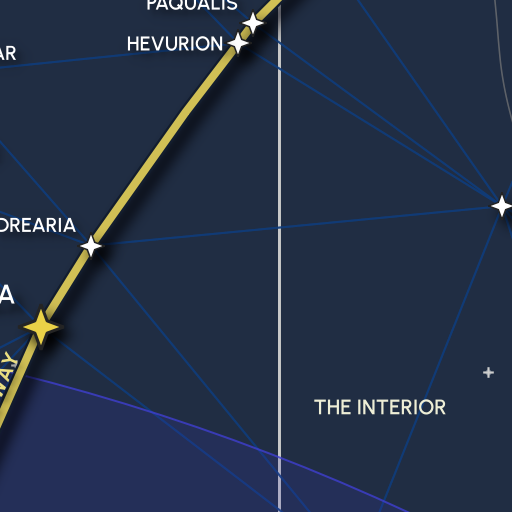 PAQUALIS
HEVURION
AR
OREARIA
A
WAY
THE INTERIOR